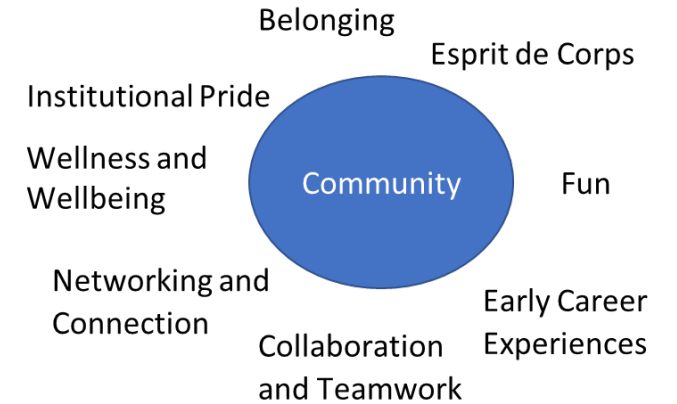 Belonging
Esprit de Corps
Institutional Pride
Wellness and
Wellbeing
Community
Fun
Networking and
Connection
Early Career
Experiences
Collaboration
and Teamwork